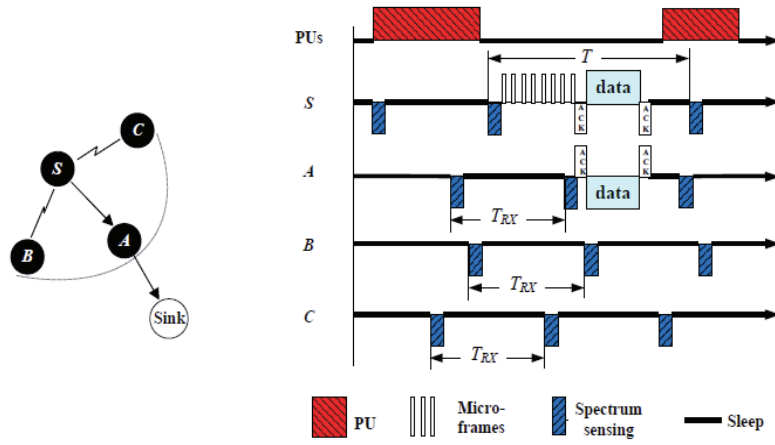 PUs
T
S
data
ACK
ACK
C
S
A
ACK
ACK
data
A
T_RX
B
B
T_RX
Sink
C
T_RX
PU
Micro-
frames
Spectrum
sensing
Sleep